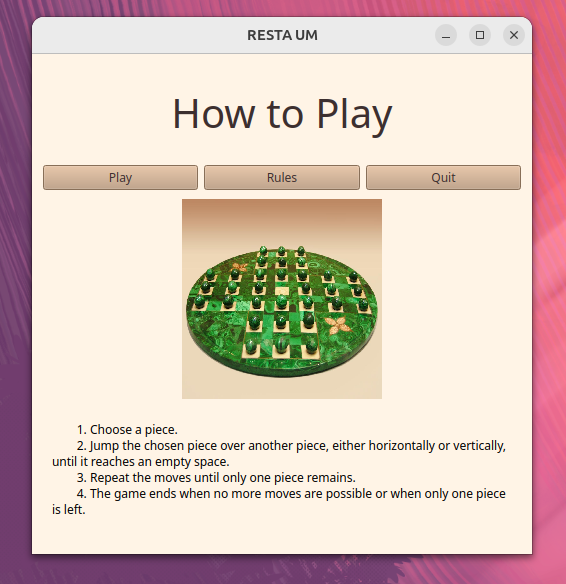 RESTA UM
How to Play
Play
Rules
Quit
1. Choose a piece.
2. Jump the chosen piece over another piece, either horizontally or vertically,
until it reaches an empty space.
3. Repeat the moves until only one piece remains.
4. The game ends when no more moves are possible or when only one piece
is left.